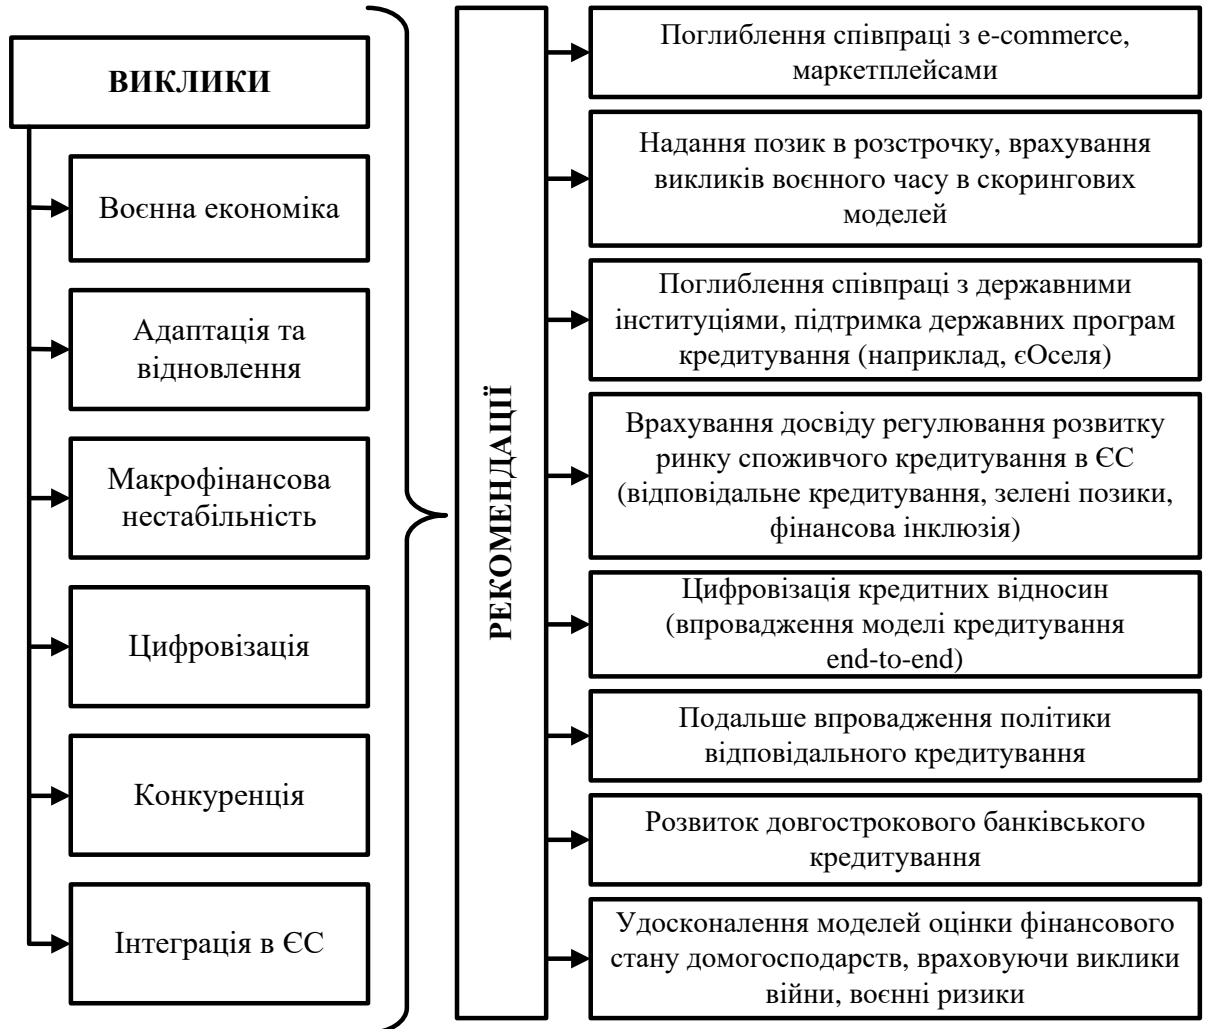 ВИКЛИКИ
Воєнна економіка
Адаптація та
відновлення
Макрофінансова
нестабільність
Цифровізація
Конкуренція
Інтеграція в ЄС
РЕКОМЕНДАЦІЇ
Поглиблення співпраці з e-commerce,
маркетплейсами
Надання позик в розстрочку, врахування
викликів воєнного часу в скорингових
моделей
Поглиблення співпраці з державними
інституціями, підтримка державних програм
кредитування (наприклад, єОселя)
Врахування досвіду регулювання розвитку
ринку споживчого кредитування в ЄС
(відповідальне кредитування, зелені позики,
фінансова інклюзія)
Цифровізація кредитних відносин
(впровадження моделі кредитування
end-to-end)
Подальше впровадження політики
відповідального кредитування
Розвиток довгострокового банківського
кредитування
Удосконалення моделей оцінки фінансового
стану домогосподарств, враховуючи виклики
війни, воєнні ризики